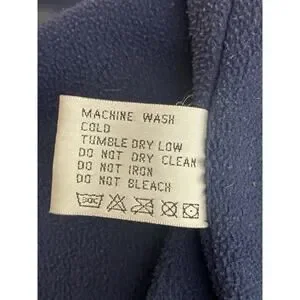 MACHINE WASH
COLD
TUMBLE DRY LOW
DO NOT DRY CLEAN
DO NOT IRON
DO NOT BLEACH